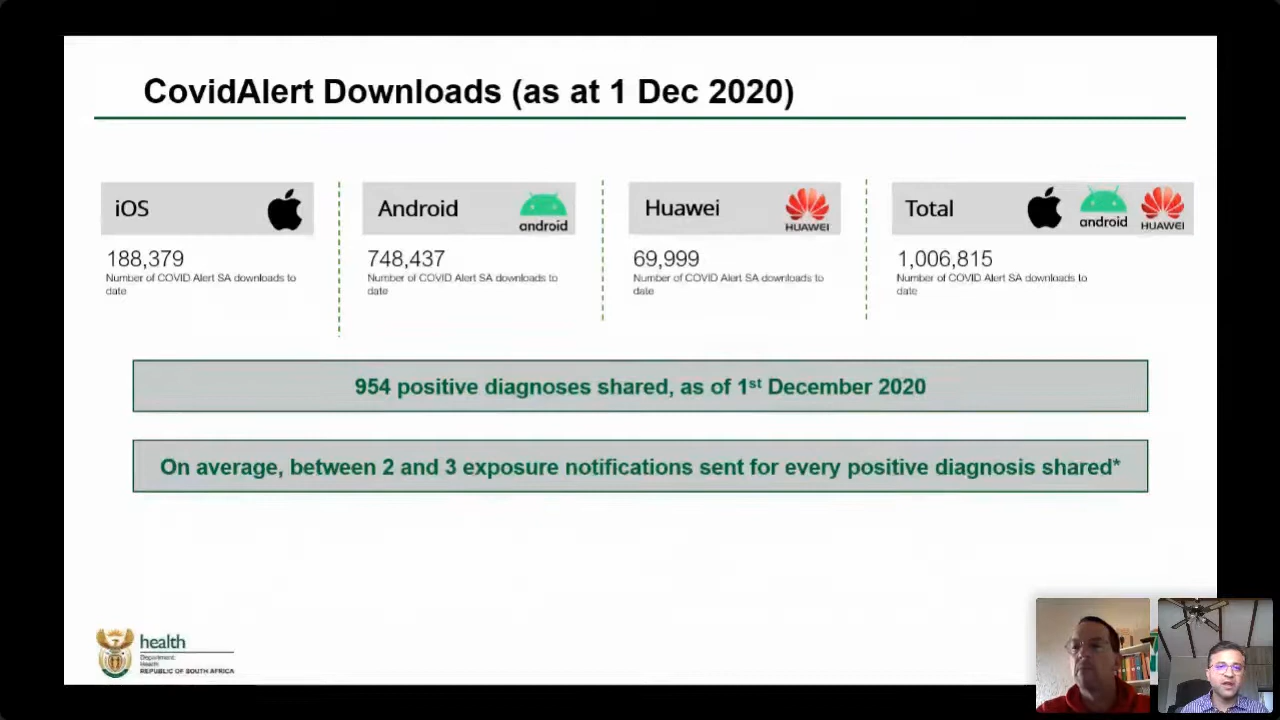 CovidAlert Downloads (as at 1 Dec 2020)
iOS
Android
android
Huawei
HUAWEI
Total
android
HUAWEI
188,379
Number of COVID Alert SA downloads to
date
748,437
Number of COVID Alert SA downloads to
date
69,999
Number of COVID Alert SA downloads to
date
1,006,815
Number of COVID Alert SA downloads to
date
954 positive diagnoses shared, as of 1st December 2020
On average, between 2 and 3 exposure notifications sent for every positive diagnosis shared*
health
Department:
Health
REPUBLIC OF SOUTH AFRICA